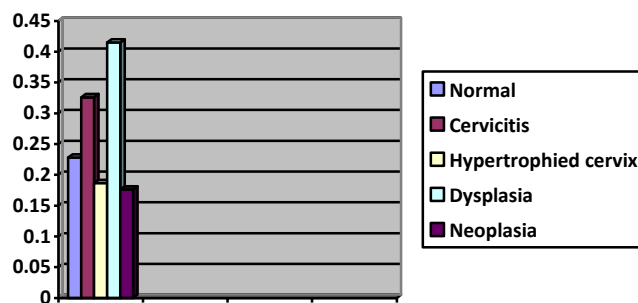 0.45
0.4
0.35
0.3
0.25
0.2
0.15
0.1
0.05
0
Normal
Cervicitis
Hypertrophied cervix
Dysplasia
Neoplasia